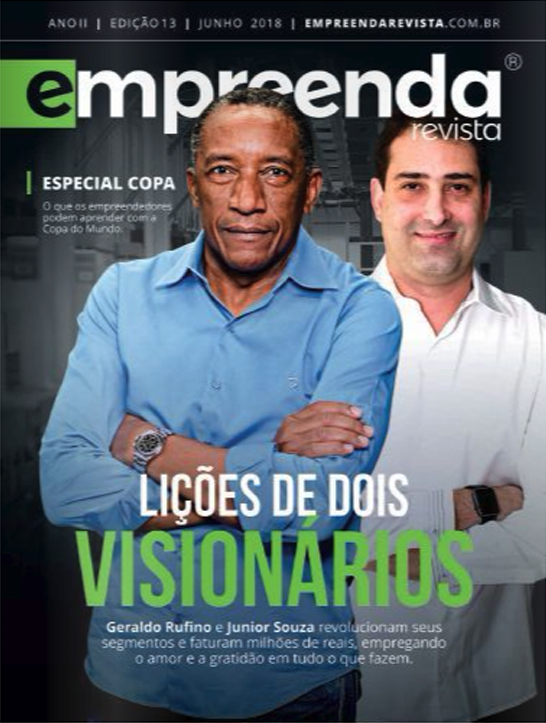 ANO II | EDIÇÃO 13 | JUNHO 2018 | EMPREENDAREVISTA.COM.BR
empreenda®
revista
ESPECIAL COPA
O que os empreendedores
podem aprender com a
Copa do Mundo.
LIÇÕES DE DOIS
VISIONÁRIOS
Geraldo Rufino e Junior Souza revolucionam seus
segmentos e faturam milhões de reais, empregando
o amor e a gratidão em tudo o que fazem.